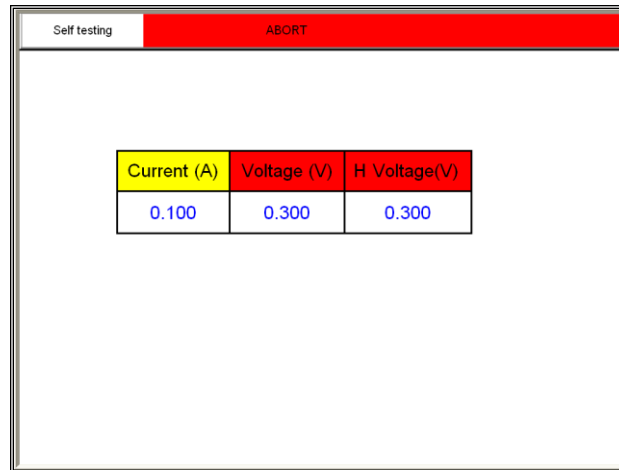 Self testing ABORT
Current (A) Voltage (V) H Voltage(V)
0.100 0.300 0.300